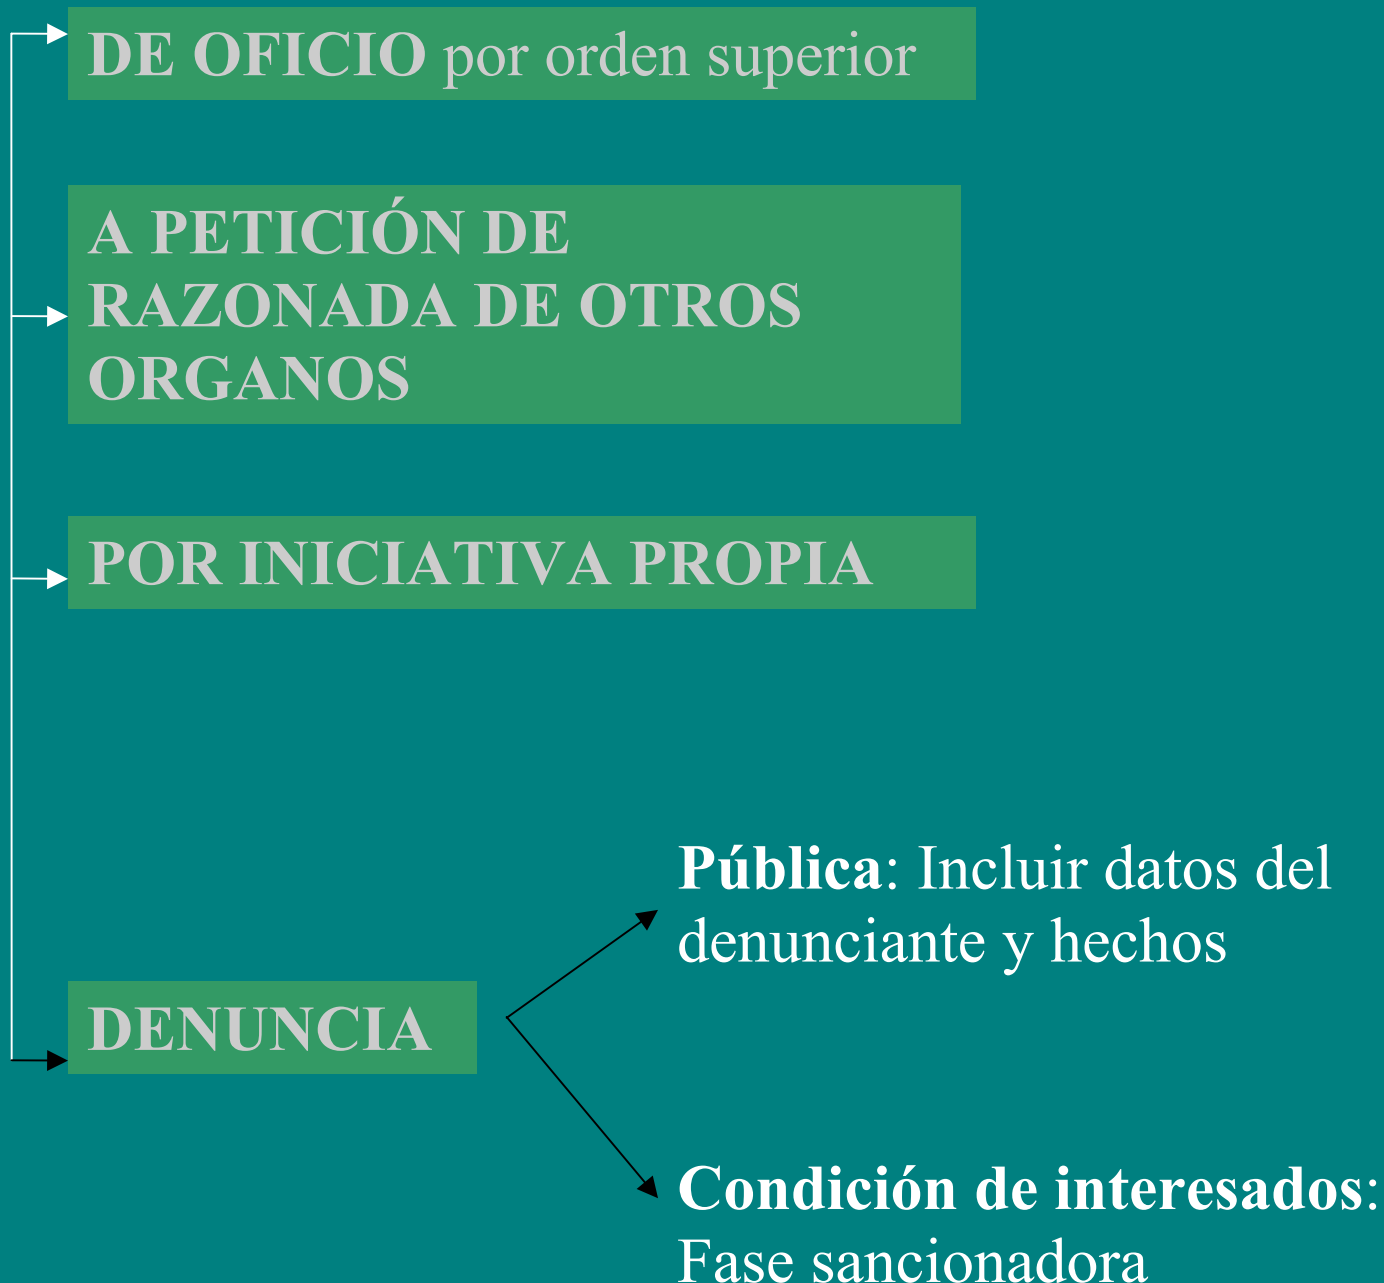 DE OFICIO por orden superior
A PETICIÓN DE
RAZONADA DE OTROS
ORGANOS
POR INICIATIVA PROPIA
Pública: Incluir datos del
denunciante y hechos
DENUNCIA
Condición de interesados:
Fase sancionadora